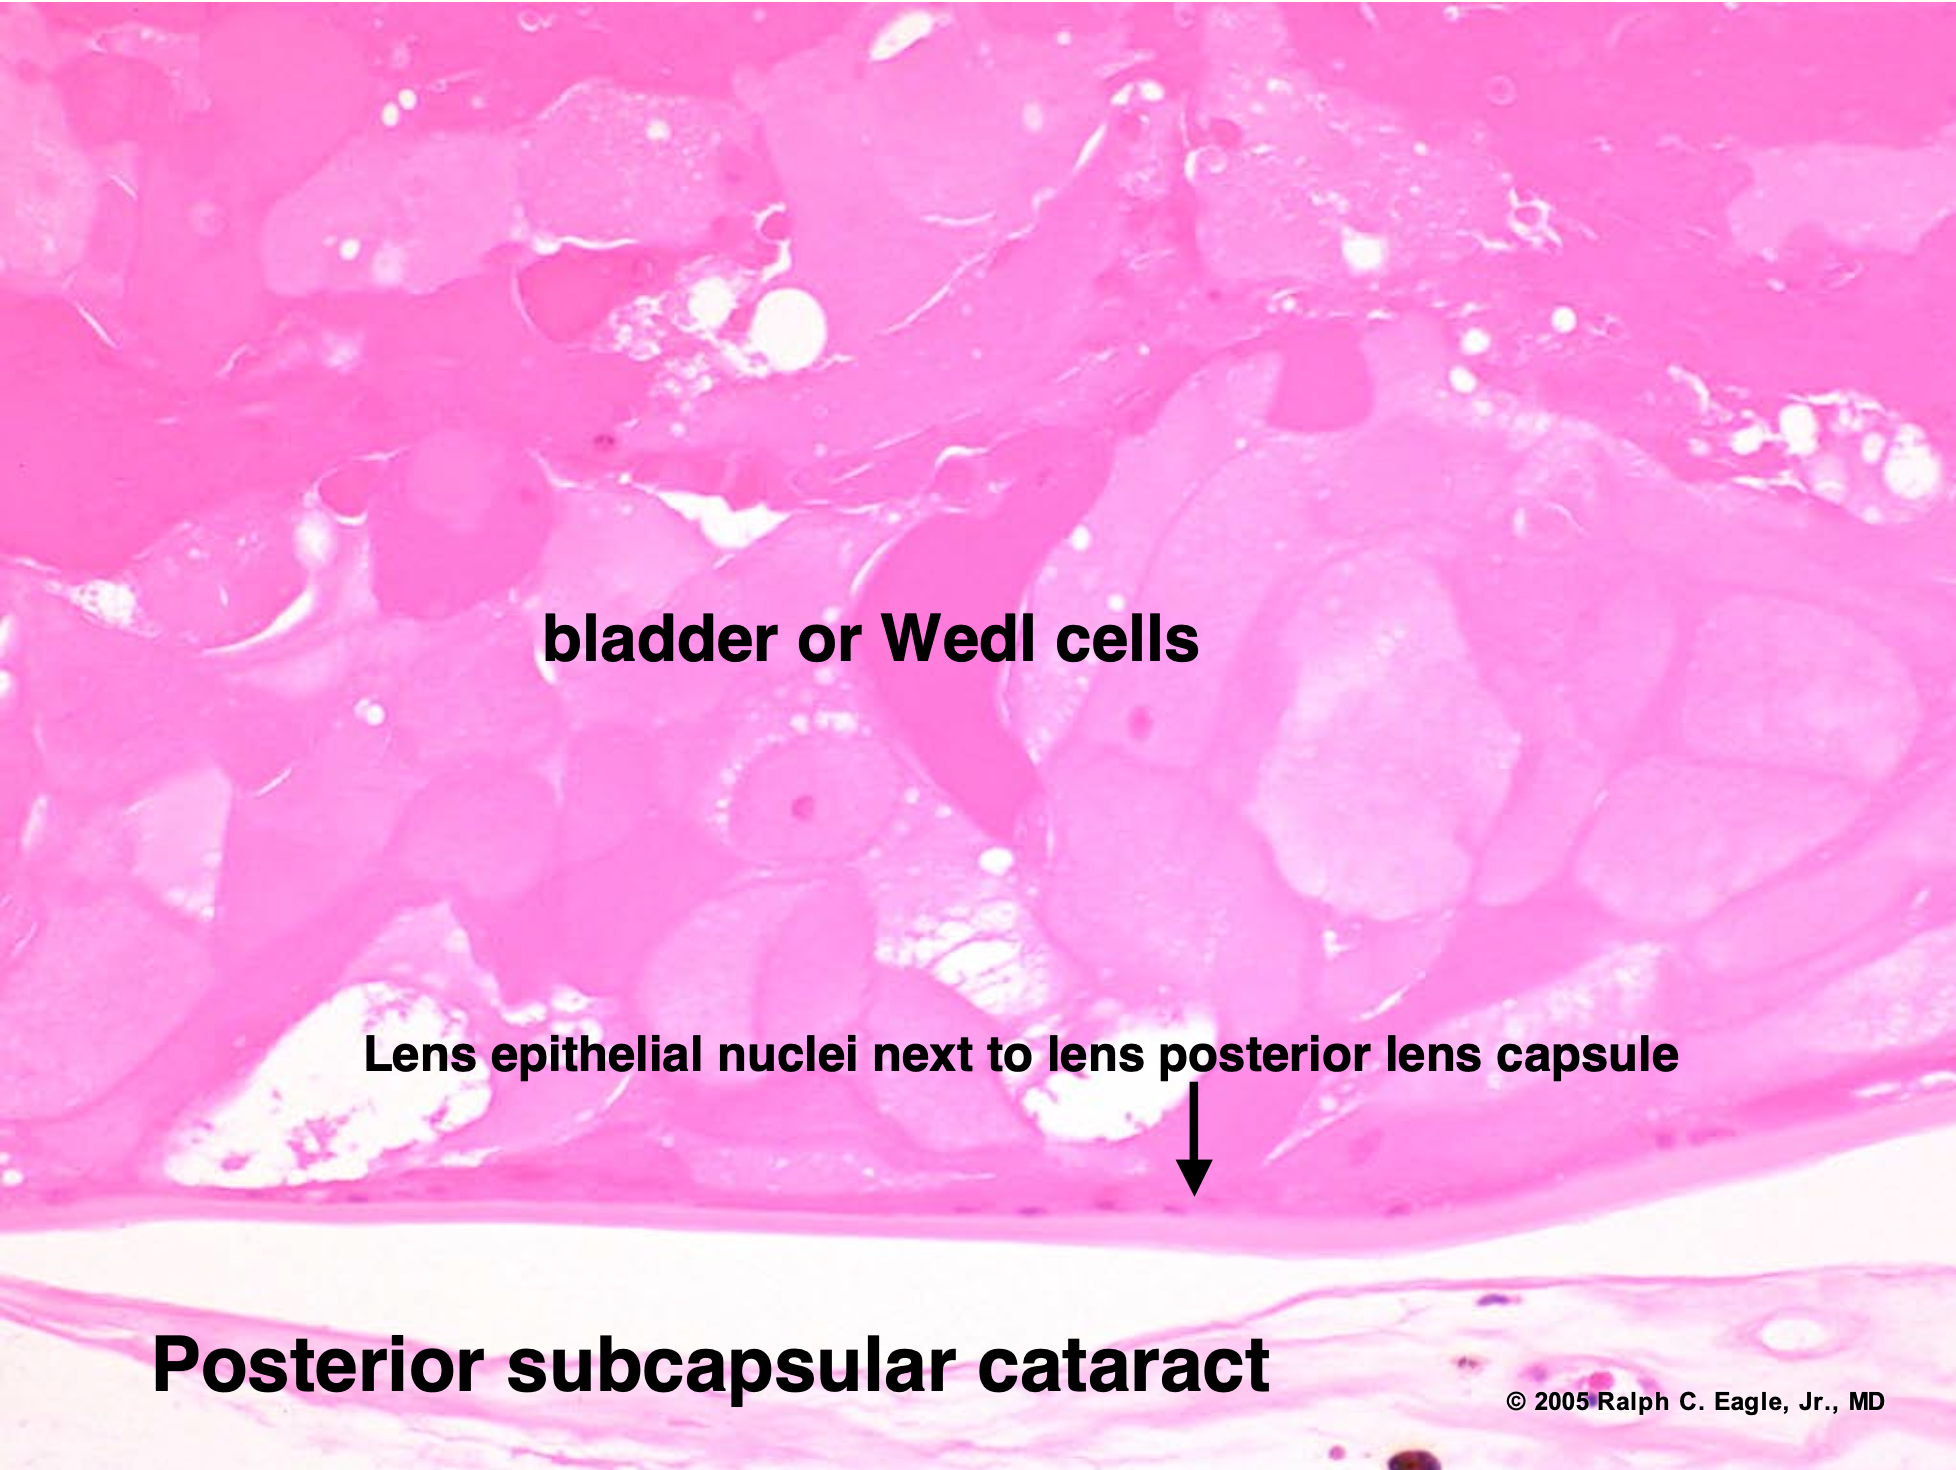 bladder or Wedl cells
Lens epithelial nuclei next to lens posterior lens capsule
Posterior subcapsular cataract
© 2005 Ralph C. Eagle, Jr., MD